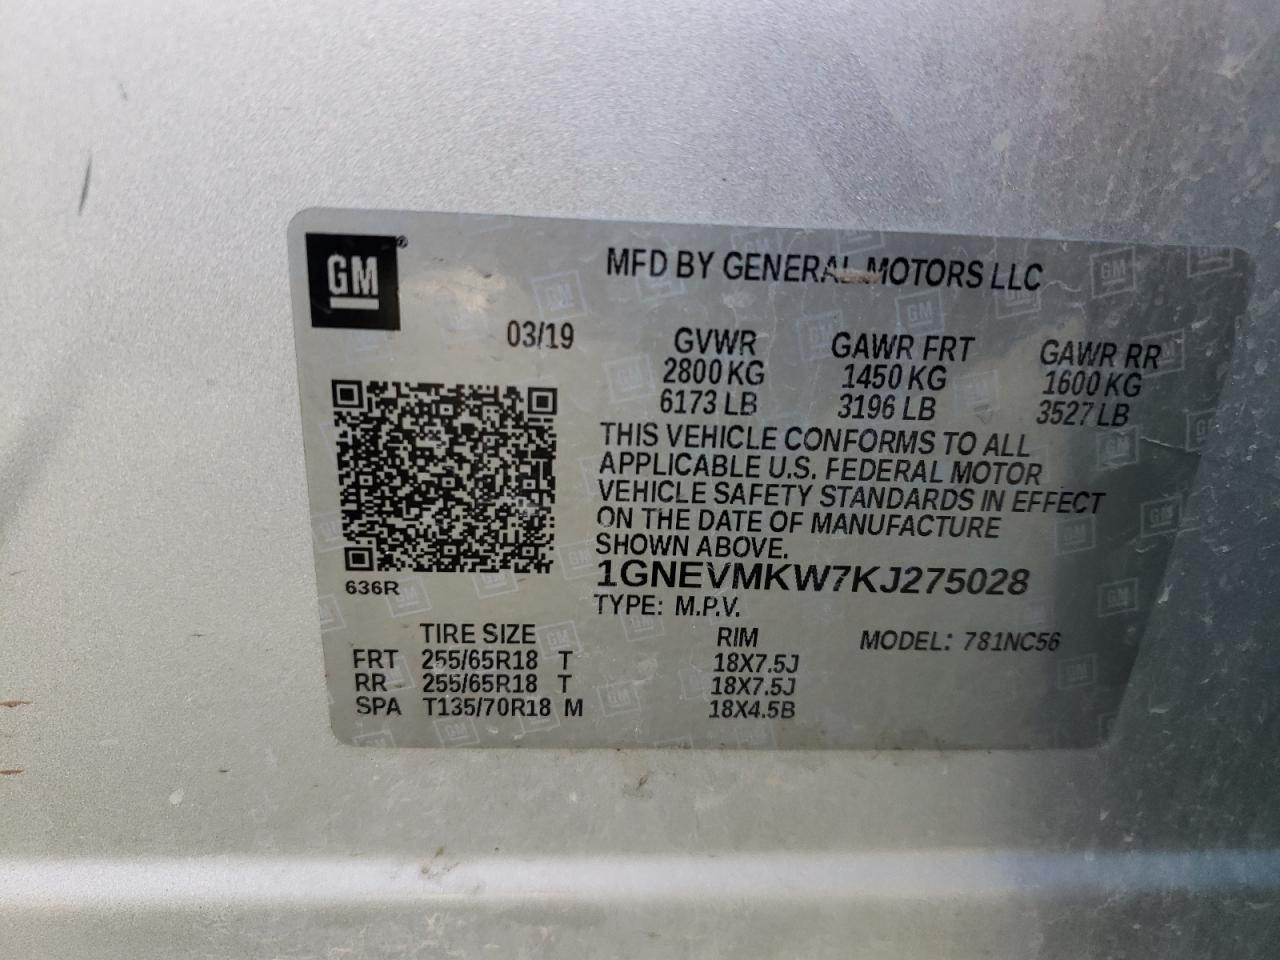 GM®
MFD BY GENERAL MOTORS LLC
03/19
GVWR GAWR FRT GAWR RR
2800 KG 1450 KG 1600 KG
6173 LB 3196 LB 3527 LB
THIS VEHICLE CONFORMS TO ALL
APPLICABLE U.S. FEDERAL MOTOR
VEHICLE SAFETY STANDARDS IN EFFECT
ON THE DATE OF MANUFACTURE
SHOWN ABOVE.
1GNEVMKW7KJ275028
TYPE: M.P.V.
636R
TIRE SIZE RIM MODEL: 781NC56
FRT 255/65R18 T 18X7.5J
RR 255/65R18 T 18X7.5J
SPA T135/70R18 M 18X4.5B